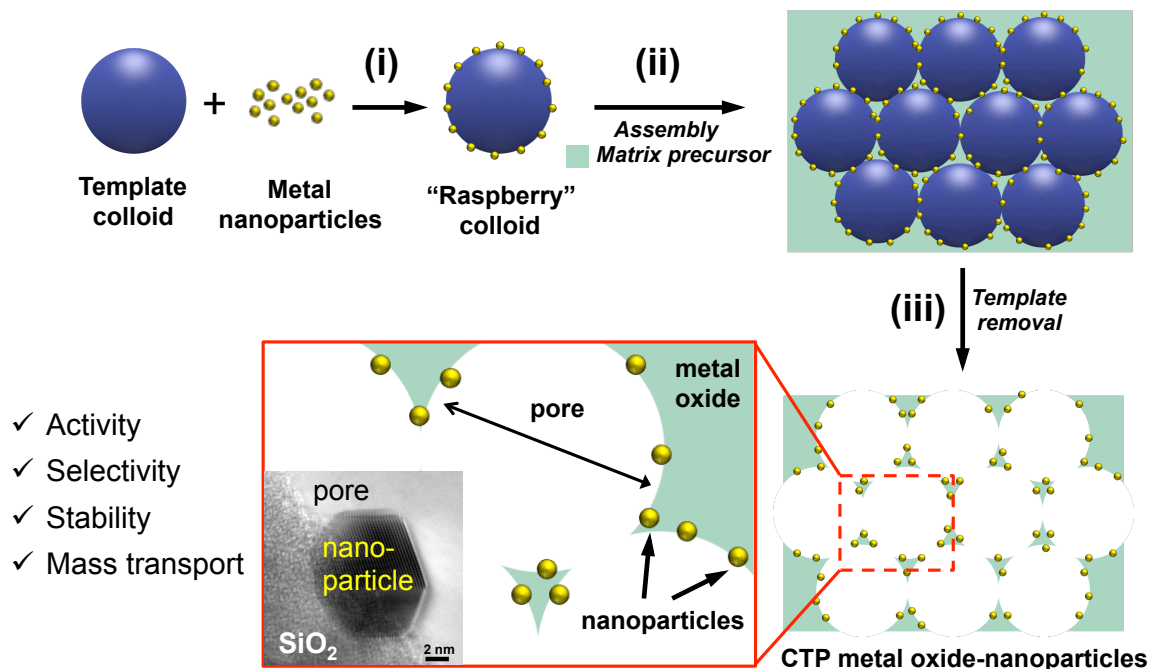 (i)
(ii)
+
Assembly
Matrix precursor
Template
colloid
Metal
nanoparticles
“Raspberry”
colloid
(iii)
Template
removal
metal
oxide
pore
✓ Activity
✓ Selectivity
✓ Stability
✓ Mass transport
pore
nano-
particle
SiO₂
2 nm
nanoparticles
CTP metal oxide-nanoparticles